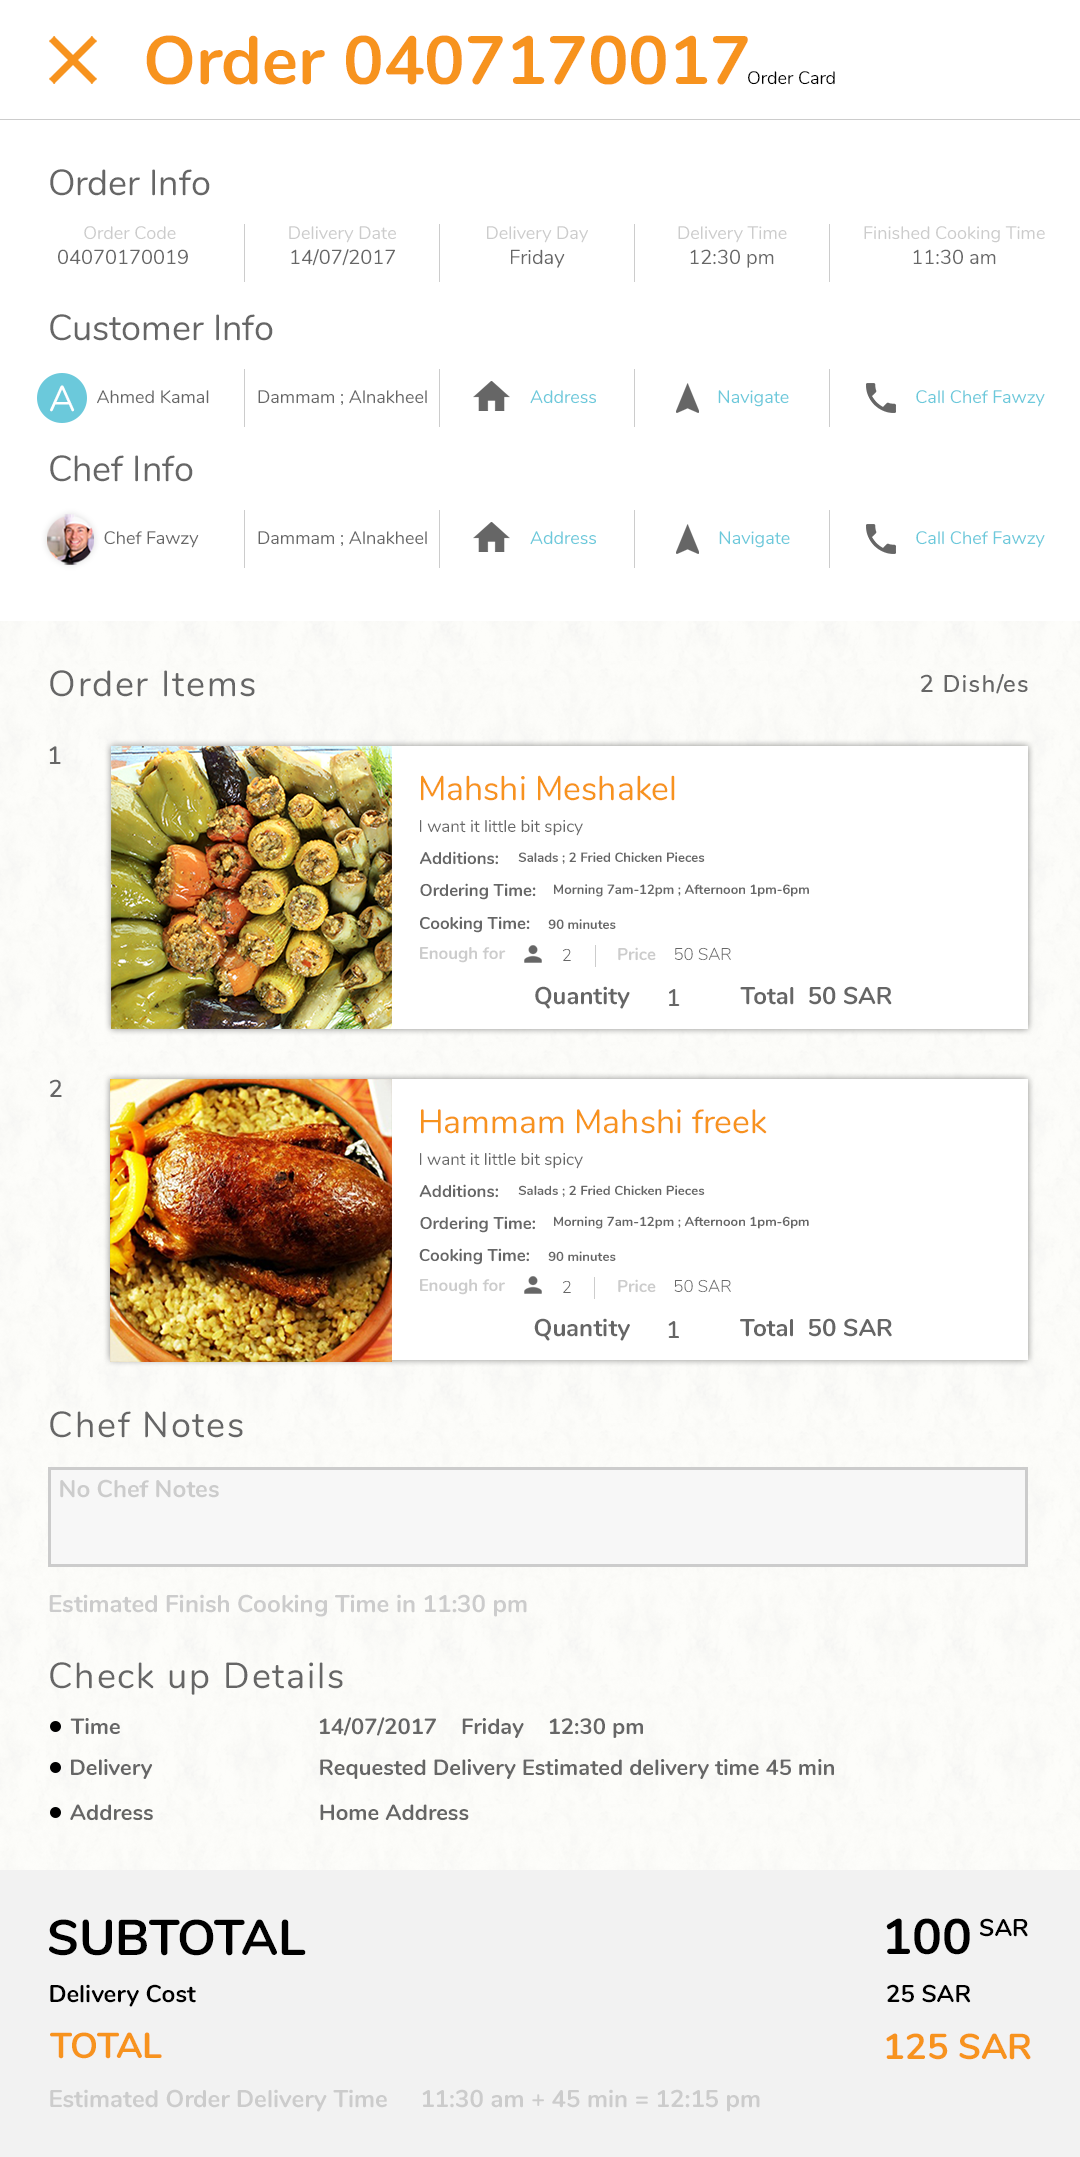 Order 0407170017 Order Card
Order Info
Order Code Delivery Date Delivery Day Delivery Time Finished Cooking Time
04070170019 14/07/2017 Friday 12:30 pm 11:30 am
Customer Info
A Ahmed Kamal Dammam ; Alnakheel Address Navigate Call Chef Fawzy
Chef Info
Chef Fawzy Dammam ; Alnakheel Address Navigate Call Chef Fawzy
Order Items 2 Dish/es
1
Mahshi Meshakel
I want it little bit spicy
Additions: Salads ; 2 Fried Chicken Pieces
Ordering Time: Morning 7am-12pm ; Afternoon 1pm-6pm
Cooking Time: 90 minutes
Enough for 2 Price 50 SAR
Quantity 1 Total 50 SAR
2
Hammam Mahshi freek
I want it little bit spicy
Additions: Salads ; 2 Fried Chicken Pieces
Ordering Time: Morning 7am-12pm ; Afternoon 1pm-6pm
Cooking Time: 90 minutes
Enough for 2 Price 50 SAR
Quantity 1 Total 50 SAR
Chef Notes
No Chef Notes
Estimated Finish Cooking Time in 11:30 pm
Check up Details
Time 14/07/2017 Friday 12:30 pm
Delivery Requested Delivery Estimated delivery time 45 min
Address Home Address
SUBTOTAL 100 SAR
Delivery Cost 25 SAR
TOTAL 125 SAR
Estimated Order Delivery Time 11:30 am + 45 min = 12:15 pm